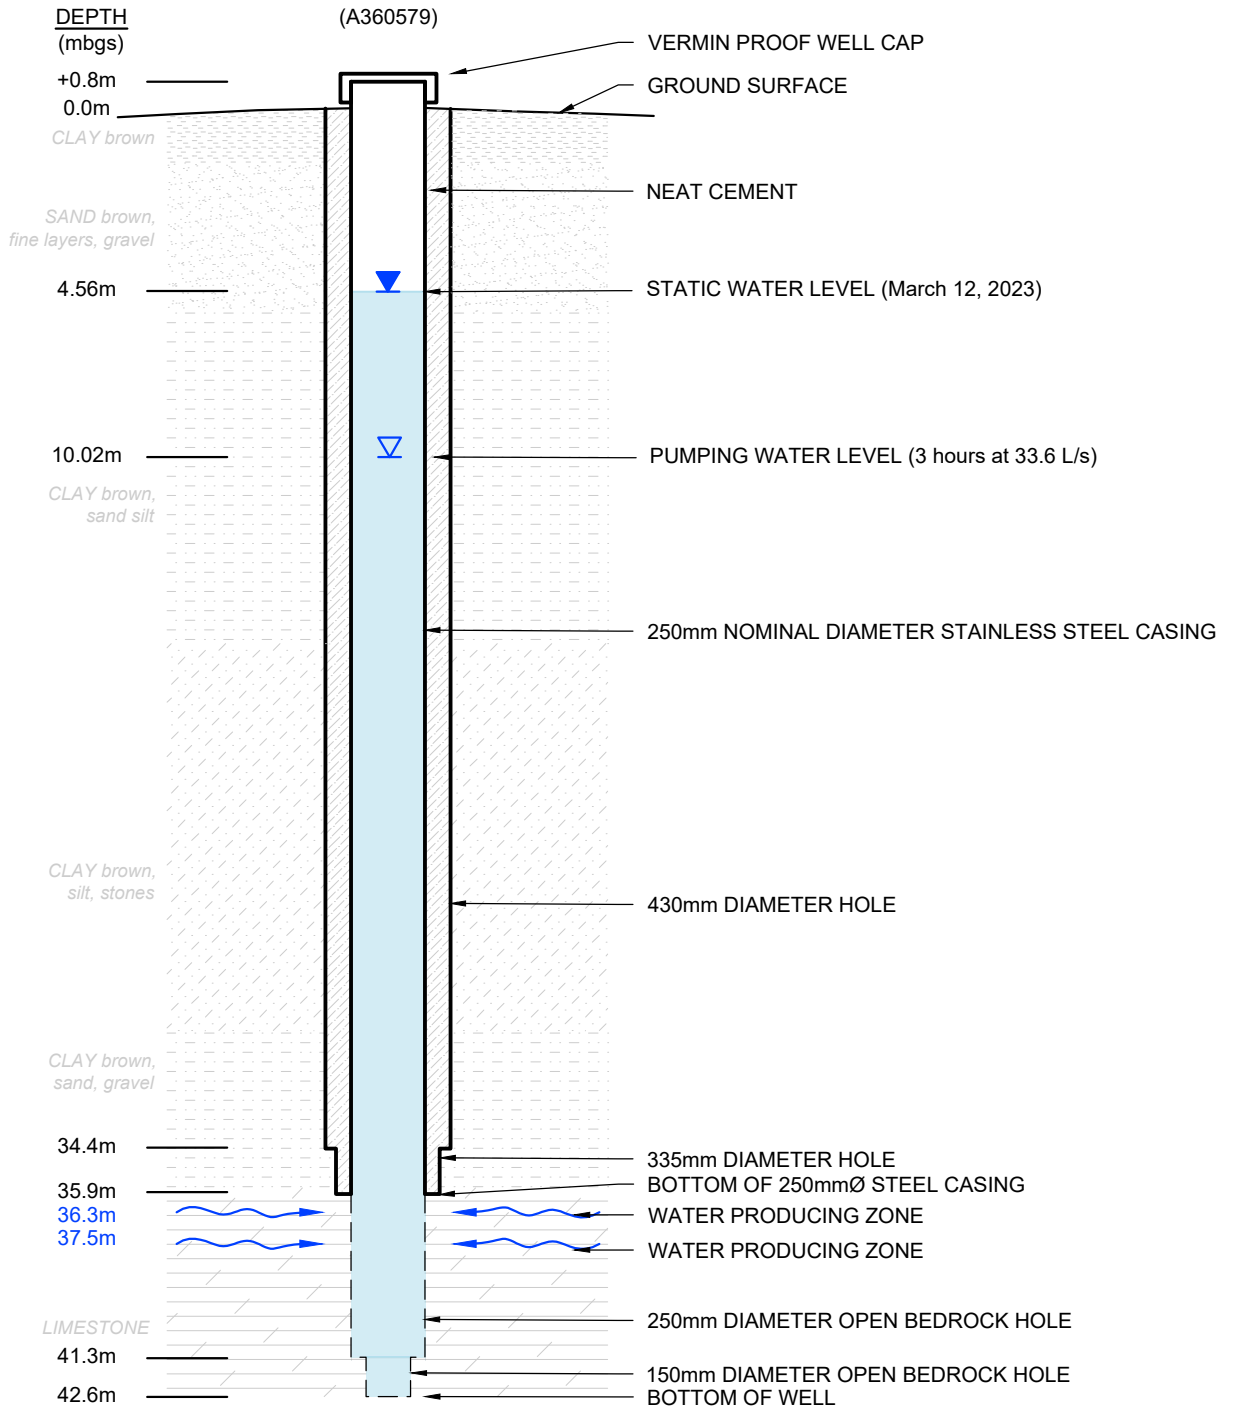 DEPTH
(mbgs)
(A360579)
VERMIN PROOF WELL CAP
+0.8m
GROUND SURFACE
0.0m
CLAY brown
NEAT CEMENT
SAND brown,
fine layers, gravel
4.56m
STATIC WATER LEVEL (March 12, 2023)
10.02m
PUMPING WATER LEVEL (3 hours at 33.6 L/s)
CLAY brown,
sand silt
250mm NOMINAL DIAMETER STAINLESS STEEL CASING
CLAY brown,
silt, stones
430mm DIAMETER HOLE
CLAY brown,
sand, gravel
34.4m
335mm DIAMETER HOLE
35.9m
BOTTOM OF 250mmØ STEEL CASING
36.3m
WATER PRODUCING ZONE
37.5m
WATER PRODUCING ZONE
250mm DIAMETER OPEN BEDROCK HOLE
LIMESTONE
41.3m
150mm DIAMETER OPEN BEDROCK HOLE
42.6m
BOTTOM OF WELL